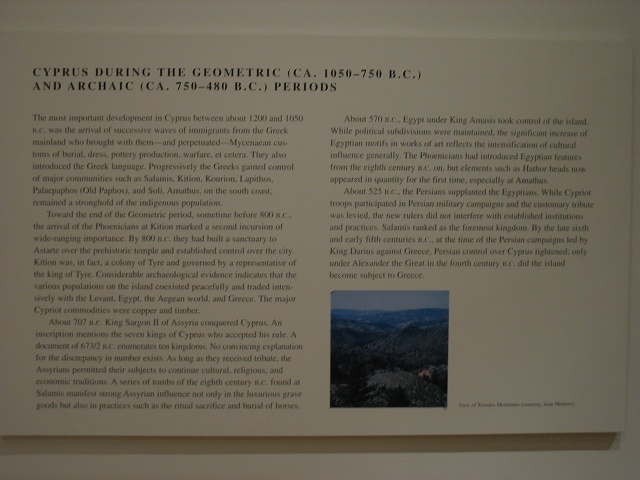 CYPRUS DURING THE GEOMETRIC (CA. 1050–750 B.C.)
AND ARCHAIC (CA. 750–480 B.C.) PERIODS
The most important development in Cyprus between about 1200 and 1050
B.C. was the arrival of successive waves of immigrants from the Greek
mainland who brought with them—and perpetuated—Mycenaean cus-
toms of burial, dress, pottery production, warfare, et cetera. They also
introduced the Greek language. Progressively the Greeks gained control
of major communities such as Salamis, Kition, Kourion, Lapithos,
Palaepaphos (Old Paphos), and Soli. Amathus, on the south coast,
remained a stronghold of the indigenous population.
Toward the end of the Geometric period, sometime before 800 B.C.,
the arrival of the Phoenicians at Kition marked a second incursion of
wide-ranging importance. By 800 B.C. they had built a sanctuary to
Astarte over the prehistoric temple and established control over the city.
Kition was, in fact, a colony of Tyre and governed by a representative of
the king of Tyre. Considerable archaeological evidence indicates that the
various populations on the island coexisted peacefully and traded inten-
sively with the Levant, Egypt, the Aegean world, and Greece. The major
Cypriot commodities were copper and timber.
About 707 B.C. King Sargon II of Assyria conquered Cyprus. An
inscription mentions the seven kings of Cyprus who accepted his rule. A
document of 673/2 B.C. enumerates ten kingdoms. No convincing explanation
for the discrepancy in number exists. As long as they received tribute, the
Assyrians permitted their subjects to continue cultural, religious, and
economic traditions. A series of tombs of the eighth century B.C. found at
Salamis manifest strong Assyrian influence not only in the luxurious grave
goods but also in practices such as the ritual sacrifice and burial of horses.
About 570 B.C., Egypt under King Amasis took control of the island.
While political subdivisions were maintained, the significant increase of
Egyptian motifs in works of art reflects the intensification of cultural
influence generally. The Phoenicians had introduced Egyptian features
from the eighth century B.C. on, but elements such as Hathor heads now
appeared in quantity for the first time, especially at Amathus.
About 525 B.C., the Persians supplanted the Egyptians. While Cypriot
troops participated in Persian military campaigns and the customary tribute
was levied, the new rulers did not interfere with established institutions
and practices. Salamis ranked as the foremost kingdom. By the late sixth
and early fifth centuries B.C., at the time of the Persian campaigns led by
King Darius against Greece, Persian control over Cyprus tightened; only
under Alexander the Great in the fourth century B.C. did the island
become subject to Greece.
View of Troodos Mountains (courtesy, Joan Mertens)